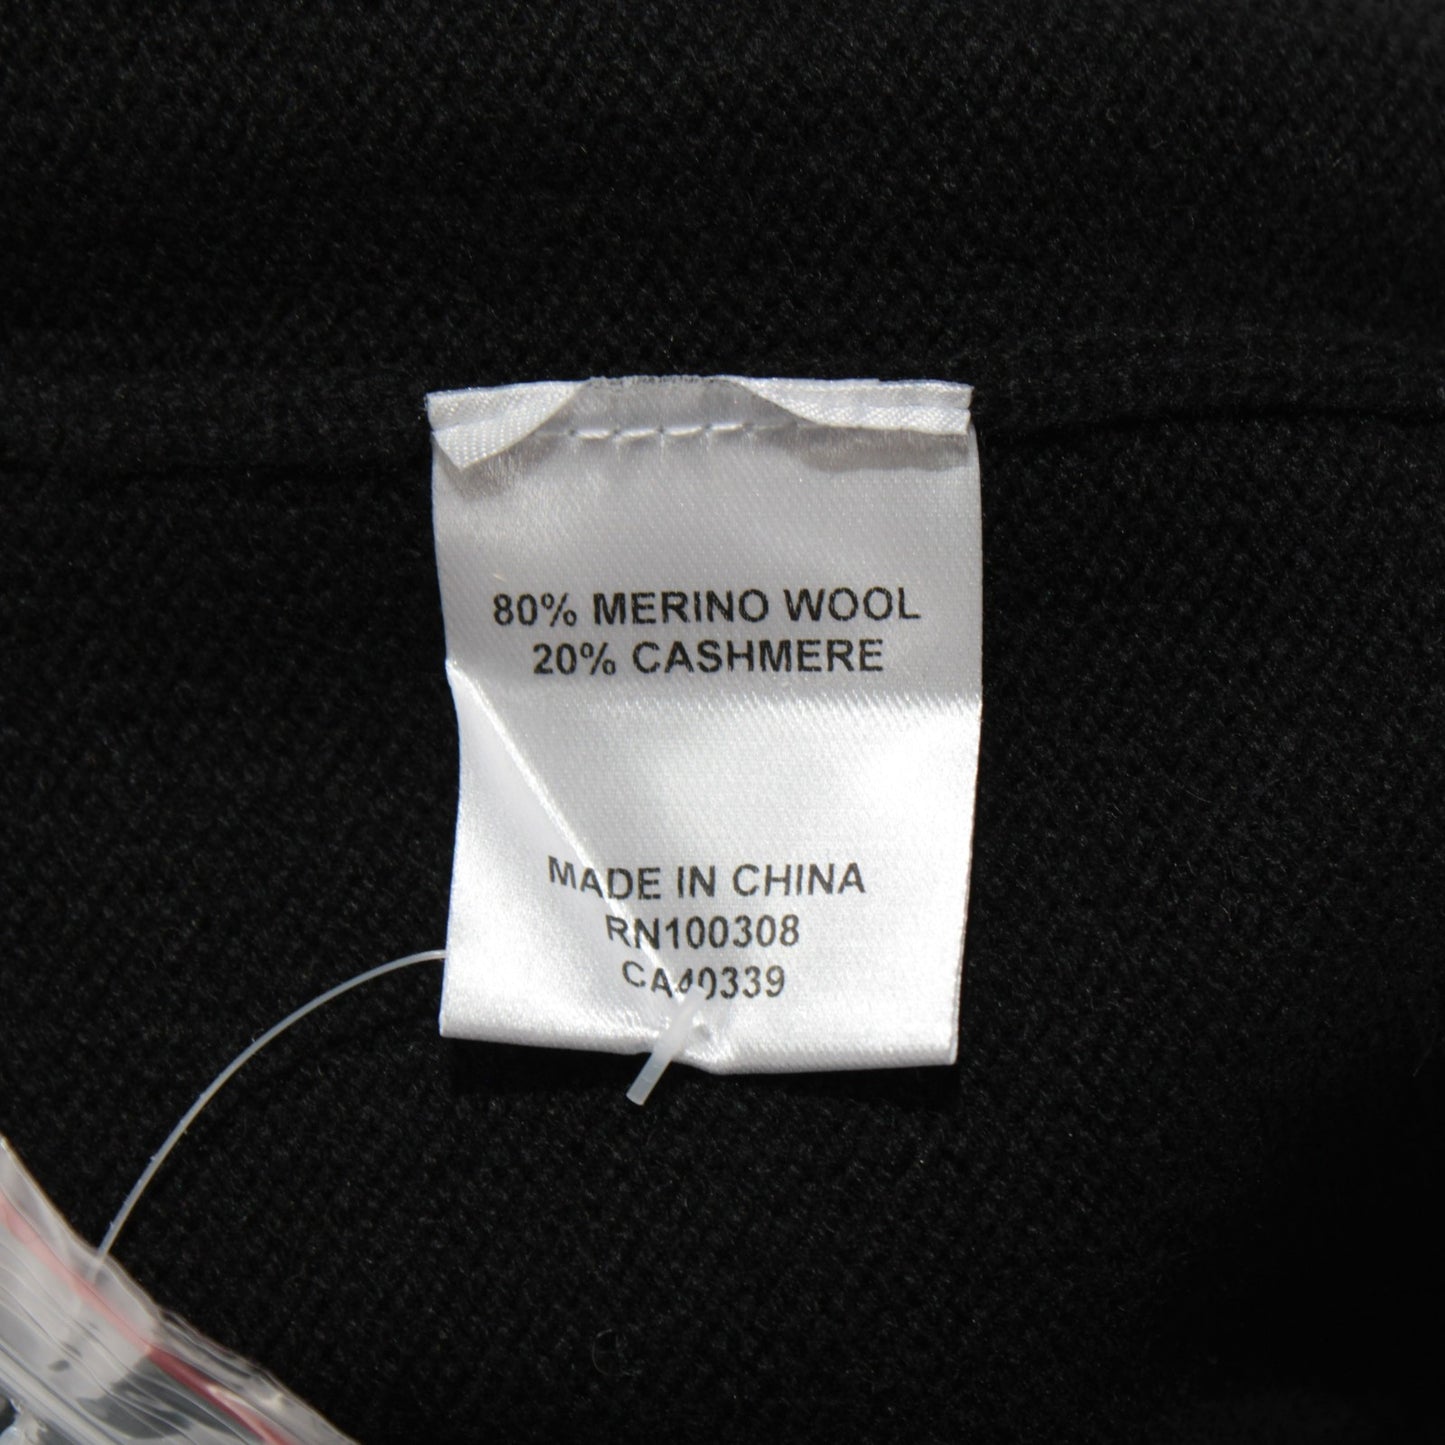 80% MERINO WOOL
20% CASHMERE
MADE IN CHINA
RN100308
CA40339